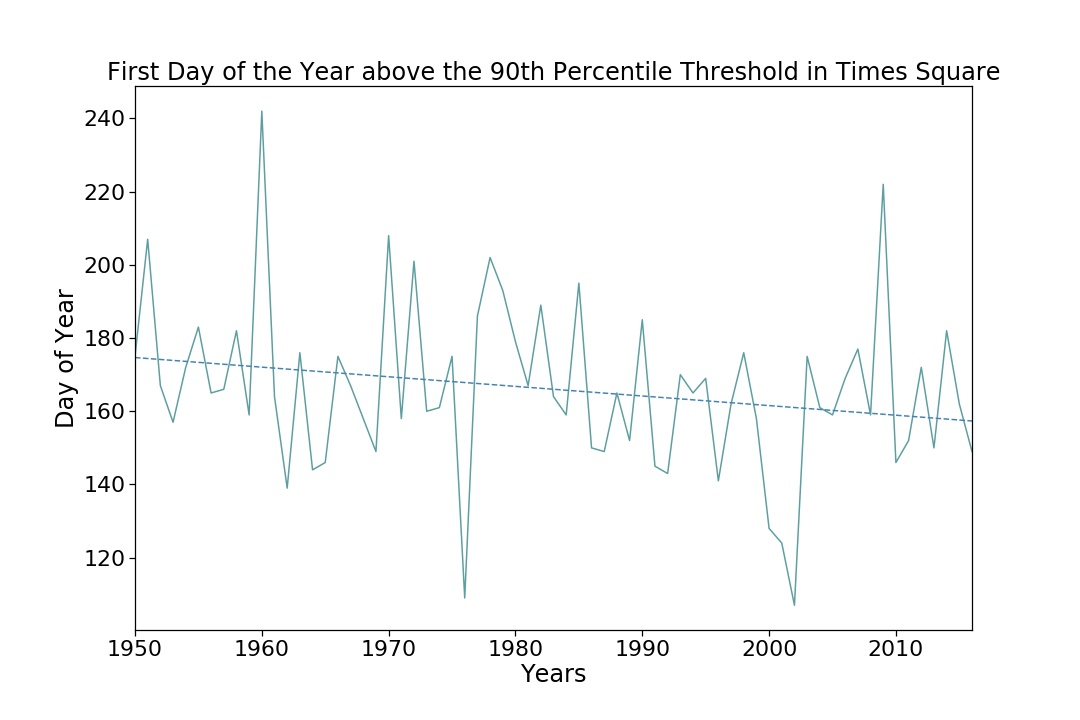 First Day of the Year above the 90th Percentile Threshold in Times Square
240
220
200
180
160
140
120
Day of Year
1950 1960 1970 1980 1990 2000 2010
Years